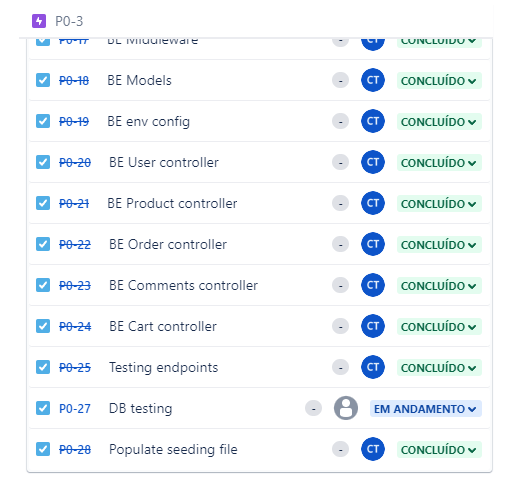 P0-3
P0-17 BE Middleware - CT CONCLUÍDO
P0-18 BE Models - CT CONCLUÍDO
P0-19 BE env config - CT CONCLUÍDO
P0-20 BE User controller - CT CONCLUÍDO
P0-21 BE Product controller - CT CONCLUÍDO
P0-22 BE Order controller - CT CONCLUÍDO
P0-23 BE Comments controller - CT CONCLUÍDO
P0-24 BE Cart controller - CT CONCLUÍDO
P0-25 Testing endpoints - CT CONCLUÍDO
P0-27 DB testing - EM ANDAMENTO
P0-28 Populate seeding file - CT CONCLUÍDO